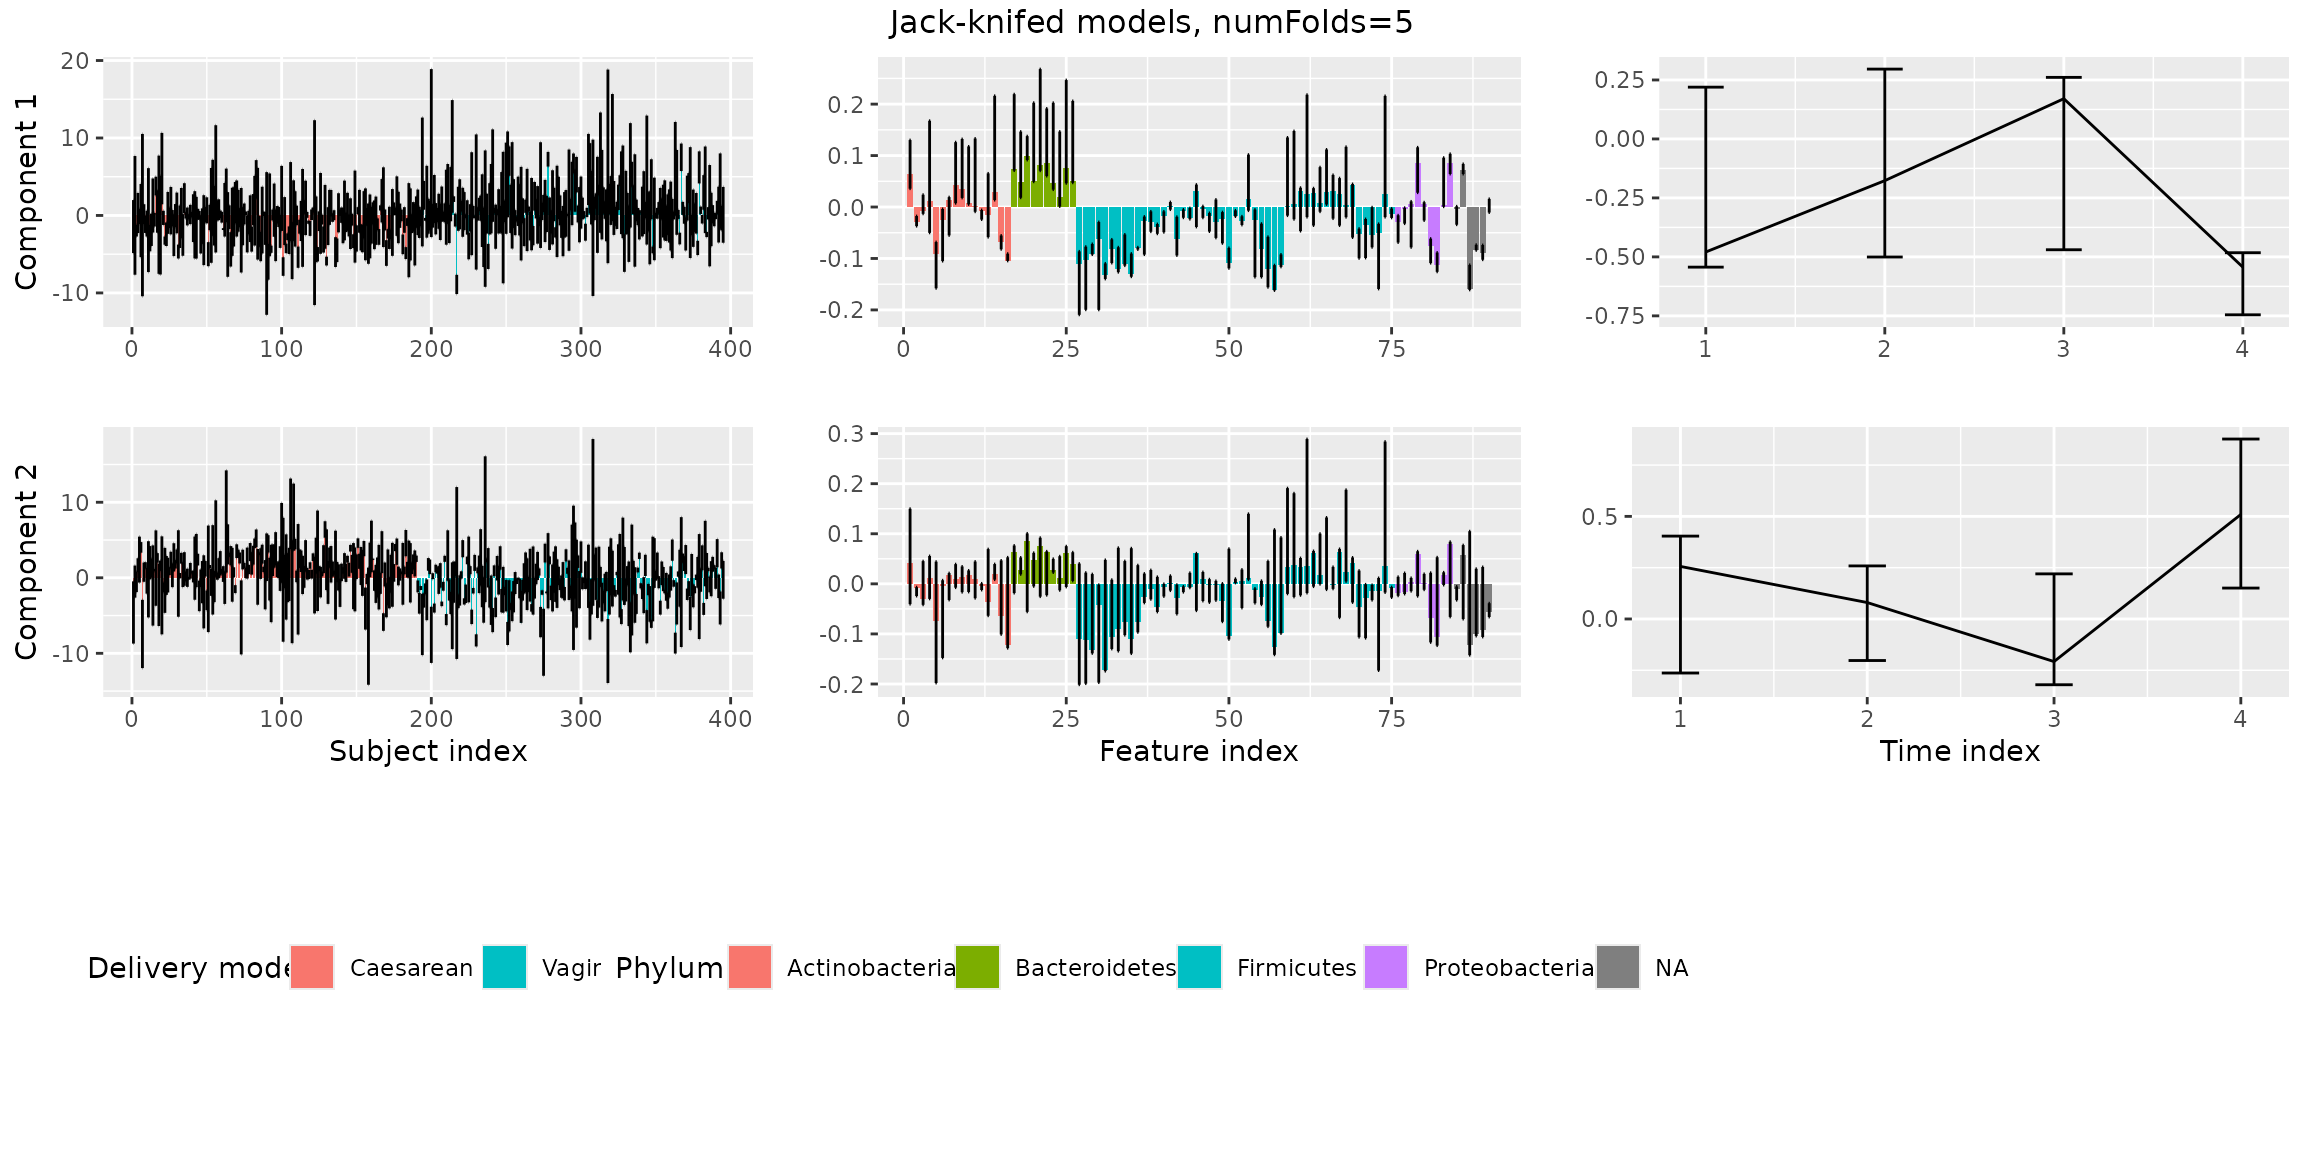 Jack-knifed models, numFolds=5
Component 1
20
10
0
-10
0 100 200 300 400
0.2
0.1
0.0
-0.1
-0.2
0 25 50 75
0.25
0.00
-0.25
-0.50
-0.75
1 2 3 4
Component 2
10
0
-10
0 100 200 300 400
Subject index
0.3
0.2
0.1
0.0
-0.1
-0.2
0 25 50 75
Feature index
0.5
0.0
1 2 3 4
Time index
Delivery mode Caesarean Vagir Phylum Actinobacteria Bacteroidetes Firmicutes Proteobacteria NA